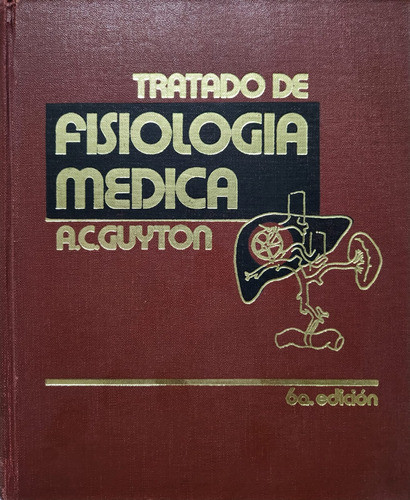 TRATADO DE
FISIOLOGIA
MEDICA
A.C.GUYTON
6a. edición